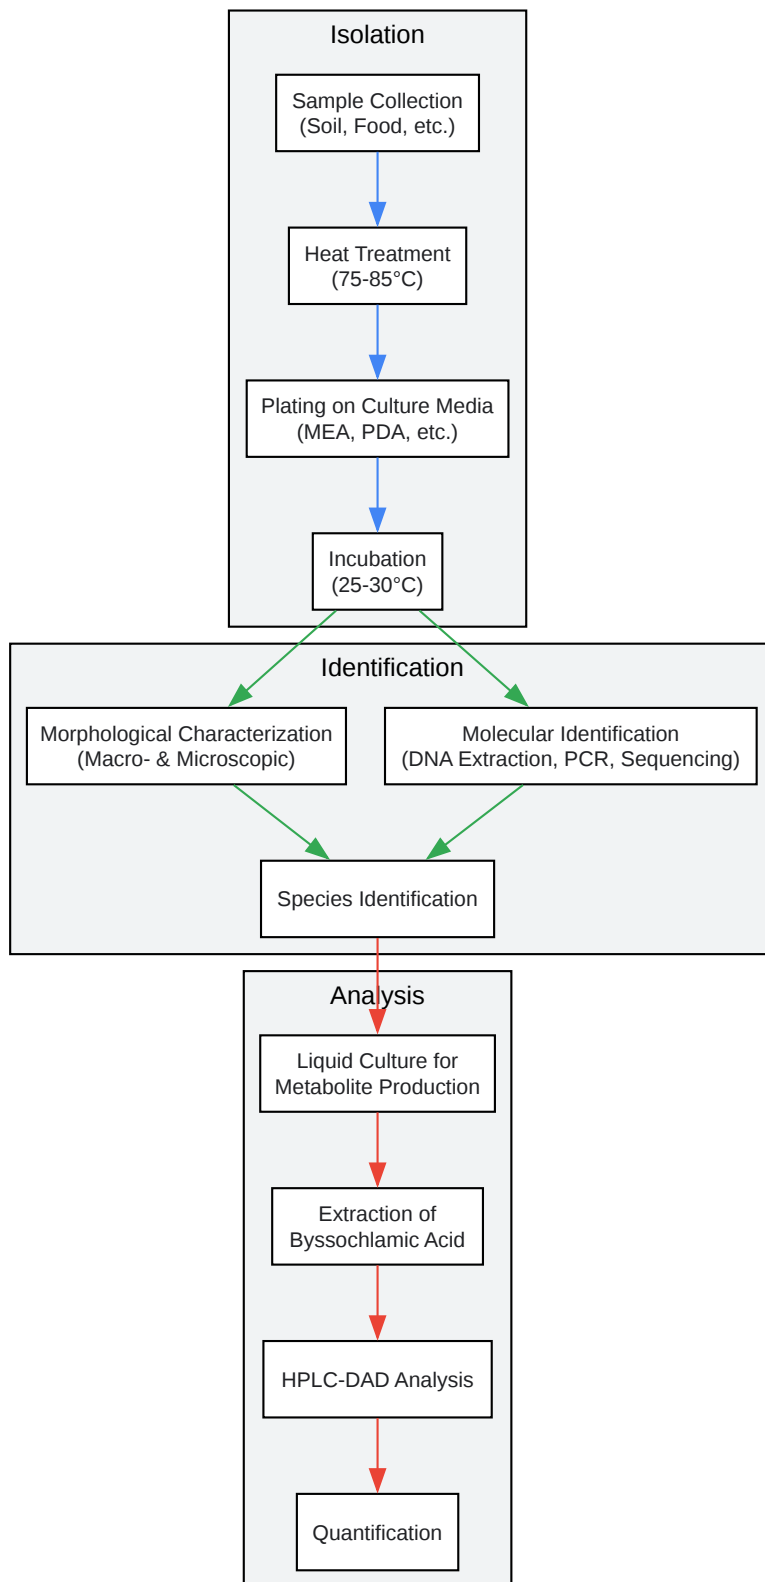 Isolation
Sample Collection
(Soil, Food, etc.)
Heat Treatment
(75-85°C)
Plating on Culture Media
(MEA, PDA, etc.)
Incubation
(25-30°C)
Identification
Morphological Characterization
(Macro- & Microscopic)
Molecular Identification
(DNA Extraction, PCR, Sequencing)
Species Identification
Analysis
Liquid Culture for
Metabolite Production
Extraction of
Byssochlamic Acid
HPLC-DAD Analysis
Quantification